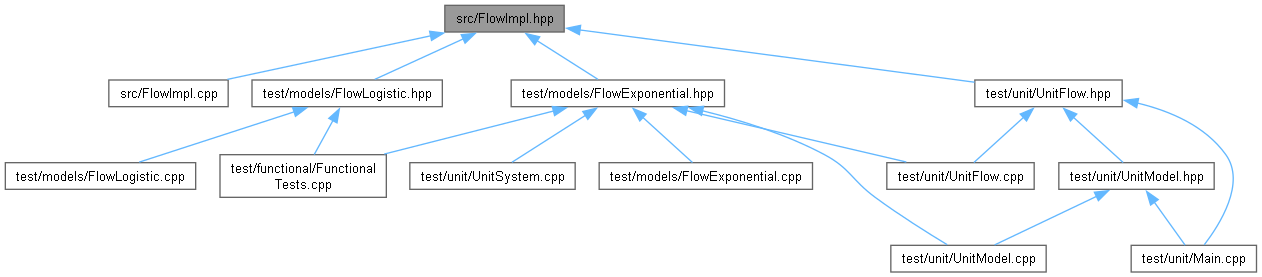 src/FlowImpl.hpp
src/FlowImpl.cpp
test/models/FlowLogistic.hpp
test/models/FlowExponential.hpp
test/unit/UnitFlow.hpp
test/models/FlowLogistic.cpp
test/functional/Functional
Tests.cpp
test/unit/UnitSystem.cpp
test/models/FlowExponential.cpp
test/unit/UnitFlow.cpp
test/unit/UnitModel.hpp
test/unit/UnitModel.cpp
test/unit/Main.cpp